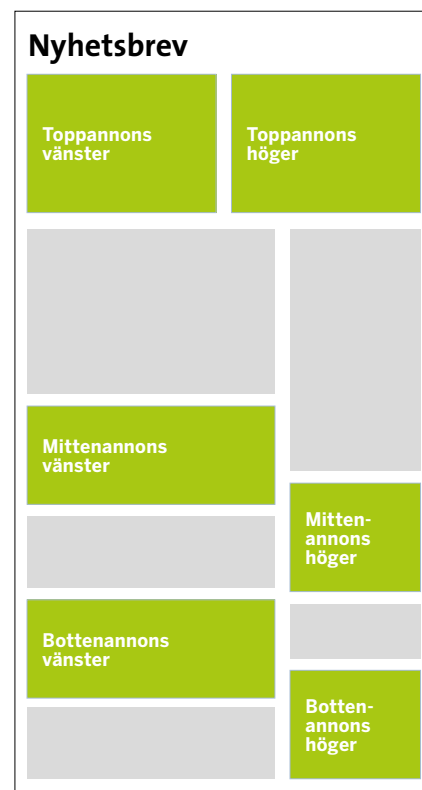 Nyhetsbrev
Toppannons
vänster
Toppannons
höger
Mittenannons
vänster
Mitten-
annons
höger
Bottenannons
vänster
Botten-
annons
höger